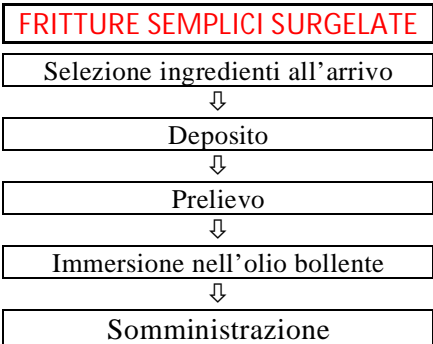 FRITTURE SEMPLICI SURGELATE
Selezione ingredienti all'arrivo
⇩
Deposito
⇩
Prelievo
⇩
Immersione nell'olio bollente
⇩
Somministrazione